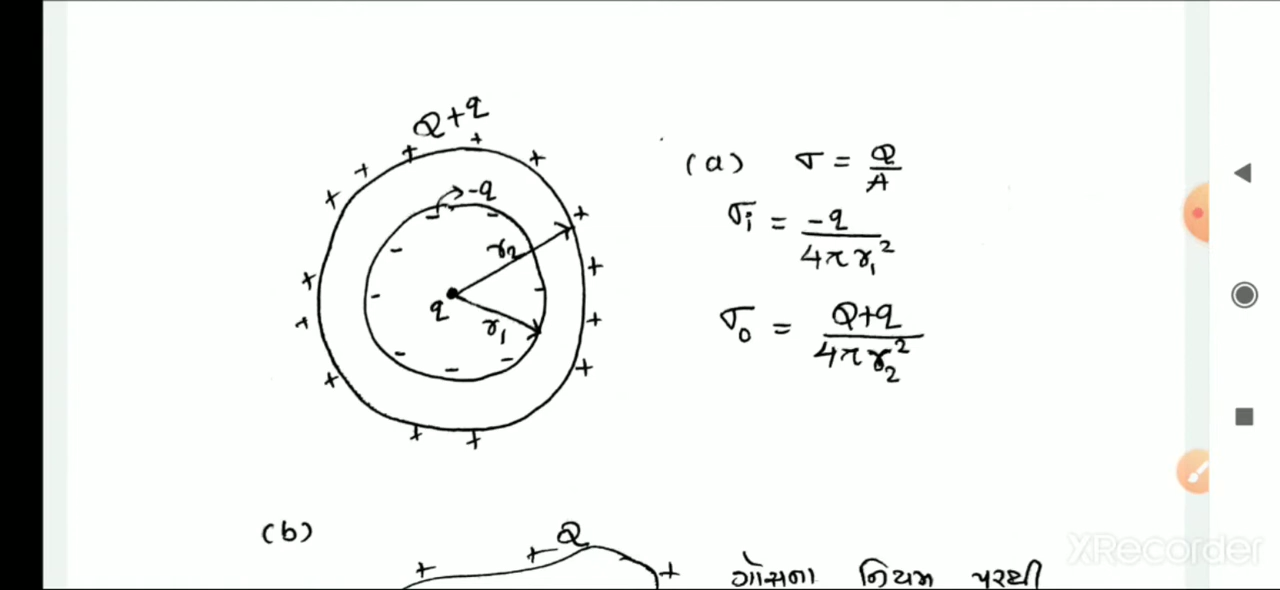 Q+q
-q
r₂
q
r₁
(a) σ = Q/A
σᵢ = -q/4πr₁²
σ₀ = Q+q/4πr₂²
(b)
Q
ગૉસના નિયમ પરથી
XRecorder